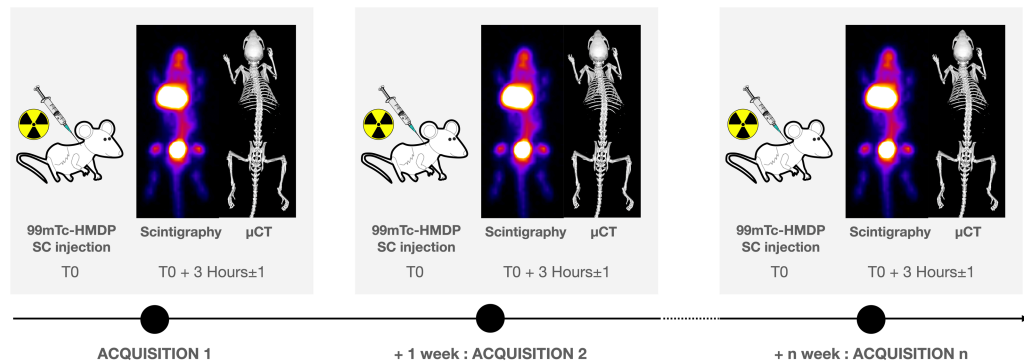 99mTc-HMDP
SC injection
T0
Scintigraphy
µCT
T0 + 3 Hours±1
99mTc-HMDP
SC injection
T0
Scintigraphy
µCT
T0 + 3 Hours±1
99mTc-HMDP
SC injection
T0
Scintigraphy
µCT
T0 + 3 Hours±1
ACQUISITION 1
+ 1 week : ACQUISITION 2
+ n week : ACQUISITION n